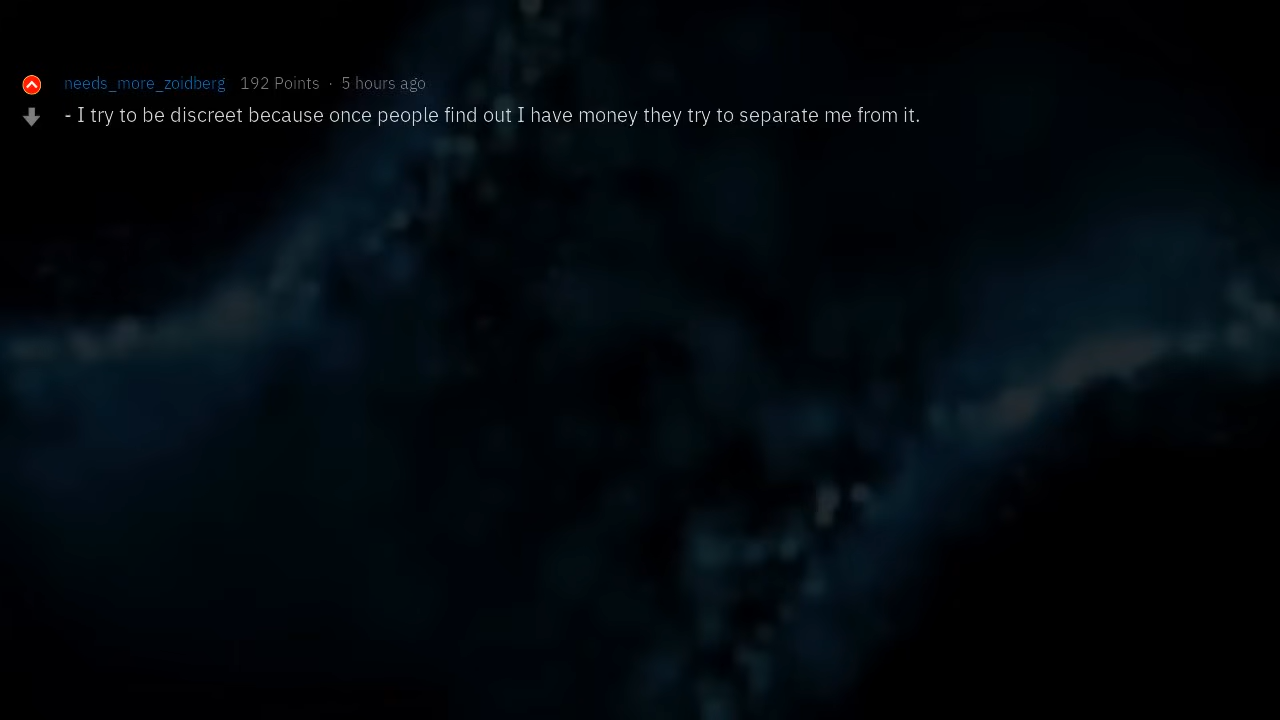 needs_more_zoidberg 192 Points · 5 hours ago
- I try to be discreet because once people find out I have money they try to separate me from it.